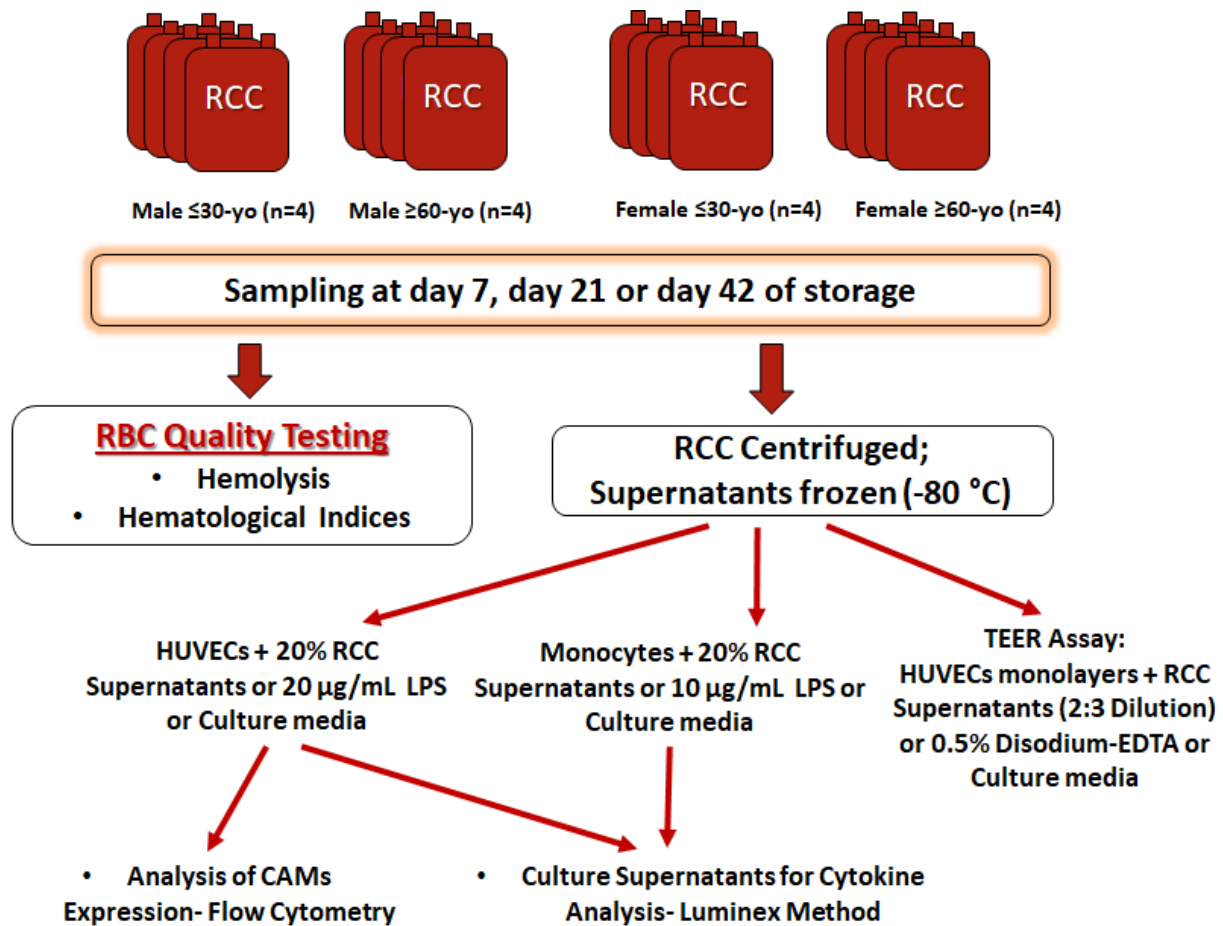 RCC
RCC
RCC
RCC
Male ≤30-yo (n=4)
Male ≥60-yo (n=4)
Female ≤30-yo (n=4)
Female ≥60-yo (n=4)
Sampling at day 7, day 21 or day 42 of storage
RBC Quality Testing
• Hemolysis
• Hematological Indices
RCC Centrifuged;
Supernatants frozen (-80 °C)
HUVECs + 20% RCC
Supernatants or 20 µg/mL LPS
or Culture media
Monocytes + 20% RCC
Supernatants or 10 µg/mL LPS or
Culture media
TEER Assay:
HUVECs monolayers + RCC
Supernatants (2:3 Dilution)
or 0.5% Disodium-EDTA or
Culture media
• Analysis of CAMs
Expression- Flow Cytometry
• Culture Supernatants for Cytokine
Analysis- Luminex Method